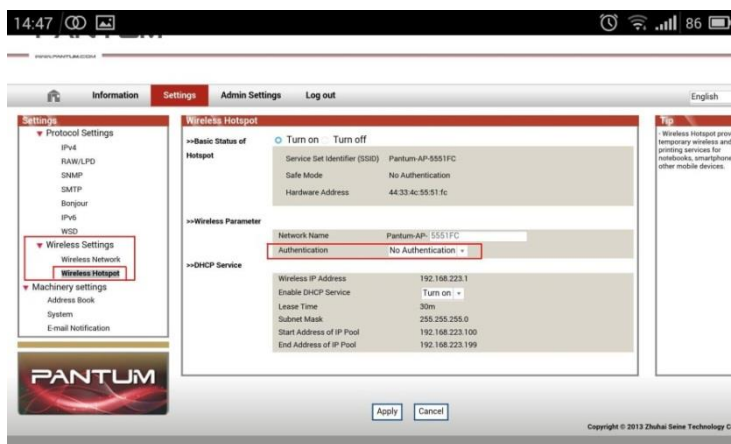 14:47 86
PANTUM
www.PANTUM.COM
Information Settings Admin Settings Log out English
Settings
Protocol Settings
IPv4
RAW/LPD
SNMP
SMTP
Bonjour
IPv6
WSD
Wireless Settings
Wireless Network
Wireless Hotspot
Machinery settings
Address Book
System
E-mail Notification
PANTUM
Wireless Hotspot
>>Basic Status of Hotspot
Turn on Turn off
Service Set Identifier (SSID) Pantum-AP-5551FC
Safe Mode No Authentication
Hardware Address 44:33:4c:55:51:fc
>>Wireless Parameter
Network Name Pantum-AP- 5551FC
Authentication No Authentication
>>DHCP Service
Wireless IP Address 192.168.223.1
Enable DHCP Service Turn on
Lease Time 30m
Subnet Mask 255.255.255.0
Start Address of IP Pool 192.168.223.100
End Address of IP Pool 192.168.223.199
Apply Cancel
Tip
- Wireless Hotspot prov
temporary wireless and
printing services for
notebooks, smartphone
other mobile devices.
Copyright © 2013 Zhuhai Seine Technology C